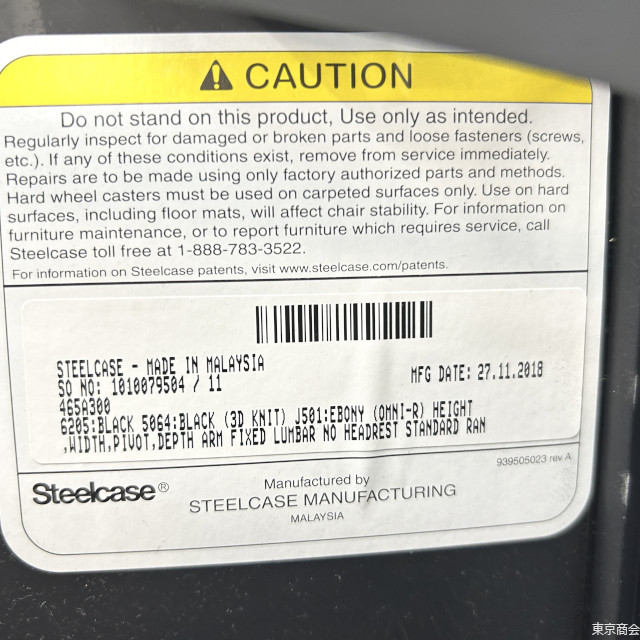 ⚠ CAUTION
Do not stand on this product, Use only as intended.
Regularly inspect for damaged or broken parts and loose fasteners (screws,
etc.). If any of these conditions exist, remove from service immediately.
Repairs are to be made using only factory authorized parts and methods.
Hard wheel casters must be used on carpeted surfaces only. Use on hard
surfaces, including floor mats, will affect chair stability. For information on
furniture maintenance, or to report furniture which requires service, call
Steelcase toll free at 1-888-783-3522.
For information on Steelcase patents, visit www.steelcase.com/patents.
STEELCASE - MADE IN MALAYSIA
SO NO: 1010079504 / 11
MFG DATE: 27.11.2018
465A300
6205:BLACK 5064:BLACK (3D KNIT) J501:EBONY (OMNI-R) HEIGHT
,WIDTH,PIVOT,DEPTH ARM FIXED LUMBAR NO HEADREST STANDARD RAN
939505023 rev A
Steelcase®
Manufactured by
STEELCASE MANUFACTURING
MALAYSIA
東京商会